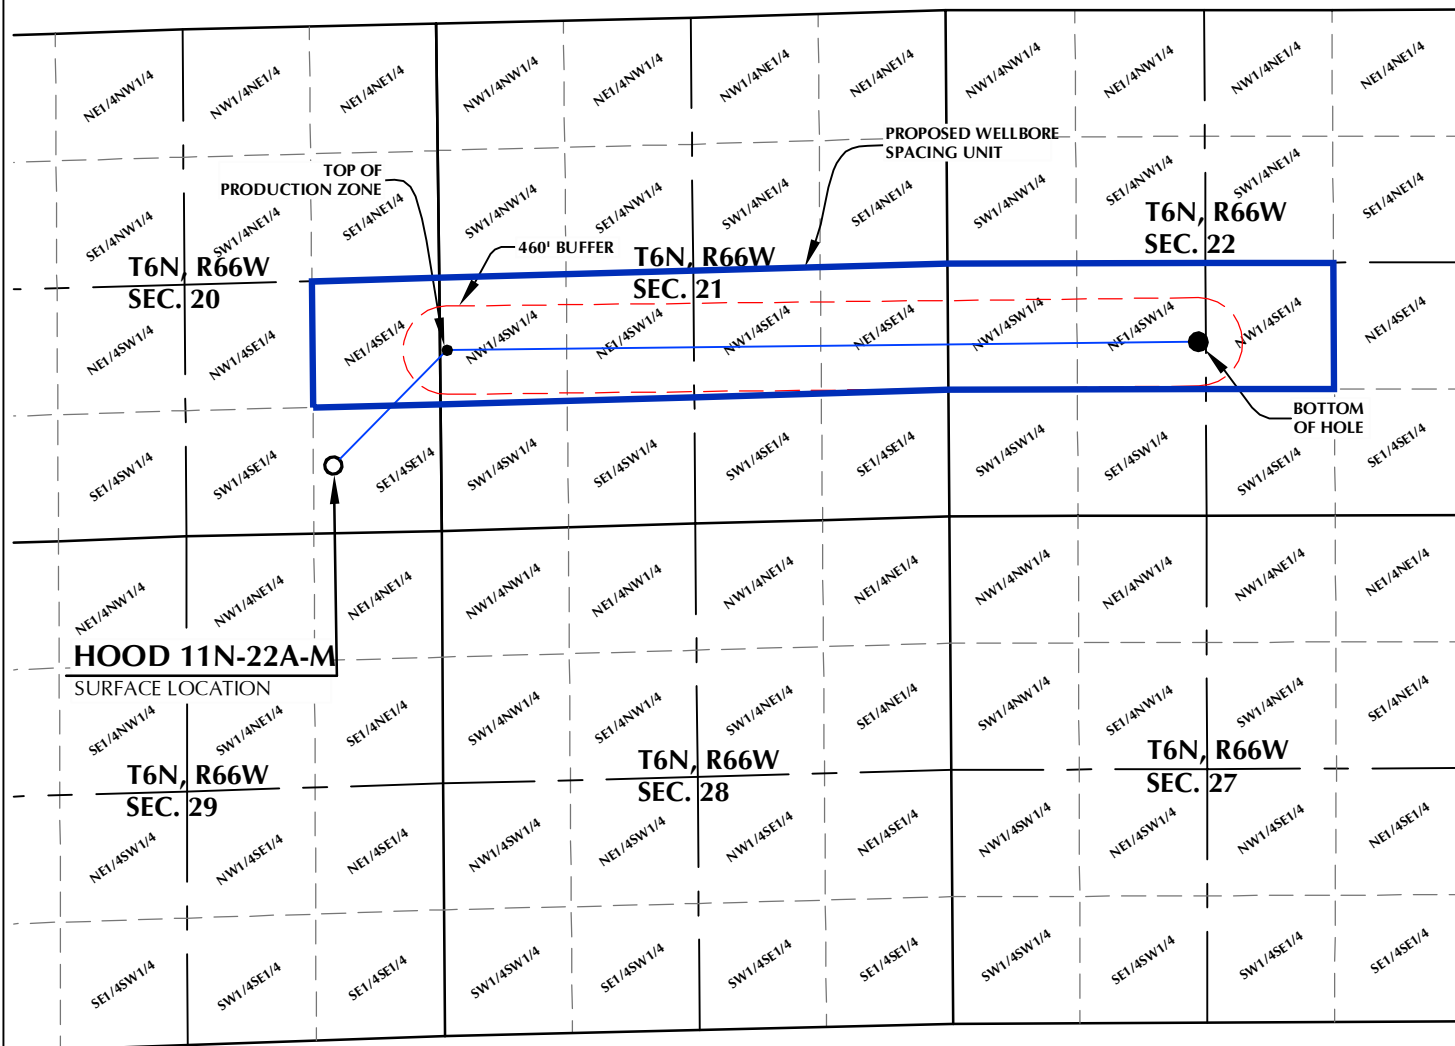 NE1/4NW1/4
NW1/4NE1/4
NE1/4NE1/4
NW1/4NW1/4
NE1/4NW1/4
NW1/4NE1/4
NE1/4NE1/4
NW1/4NW1/4
NE1/4NW1/4
NW1/4NE1/4
NE1/4NE1/4
PROPOSED WELLBORE
SPACING UNIT
TOP OF
PRODUCTION ZONE
SE1/4NW1/4
SW1/4NE1/4
SE1/4NE1/4
SW1/4NW1/4
SE1/4NW1/4
SW1/4NE1/4
SE1/4NE1/4
SW1/4NW1/4
SE1/4NW1/4
SW1/4NE1/4
SE1/4NE1/4
T6N, R66W
SEC. 20
460' BUFFER
T6N, R66W
SEC. 21
T6N, R66W
SEC. 22
NE1/4SW1/4
NW1/4SE1/4
NE1/4SE1/4
NW1/4SW1/4
NE1/4SW1/4
NW1/4SE1/4
NE1/4SE1/4
NW1/4SW1/4
NE1/4SW1/4
NW1/4SE1/4
NE1/4SE1/4
BOTTOM
OF HOLE
SE1/4SW1/4
SW1/4SE1/4
SE1/4SE1/4
SW1/4SW1/4
SE1/4SW1/4
SW1/4SE1/4
SE1/4SE1/4
SW1/4SW1/4
SE1/4SW1/4
SW1/4SE1/4
SE1/4SE1/4
NE1/4NW1/4
NW1/4NE1/4
NE1/4NE1/4
NW1/4NW1/4
NE1/4NW1/4
NW1/4NE1/4
NE1/4NE1/4
NW1/4NW1/4
NE1/4NW1/4
NW1/4NE1/4
NE1/4NE1/4
HOOD 11N-22A-M
SURFACE LOCATION
SE1/4NW1/4
SW1/4NE1/4
SE1/4NE1/4
SW1/4NW1/4
SE1/4NW1/4
SW1/4NE1/4
SE1/4NE1/4
SW1/4NW1/4
SE1/4NW1/4
SW1/4NE1/4
SE1/4NE1/4
T6N, R66W
SEC. 29
T6N, R66W
SEC. 28
T6N, R66W
SEC. 27
NE1/4SW1/4
NW1/4SE1/4
NE1/4SE1/4
NW1/4SW1/4
NE1/4SW1/4
NW1/4SE1/4
NE1/4SE1/4
NW1/4SW1/4
NE1/4SW1/4
NW1/4SE1/4
NE1/4SE1/4
SE1/4SW1/4
SW1/4SE1/4
SE1/4SE1/4
SW1/4SW1/4
SE1/4SW1/4
SW1/4SE1/4
SE1/4SE1/4
SW1/4SW1/4
SE1/4SW1/4
SW1/4SE1/4
SE1/4SE1/4